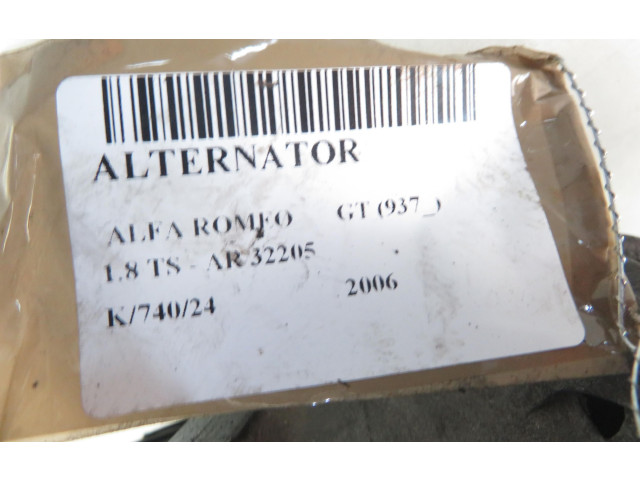 ALTERNATOR
ALFA ROMEO GT (937_)
1.8 TS - AR 32205
2006
K/740/24